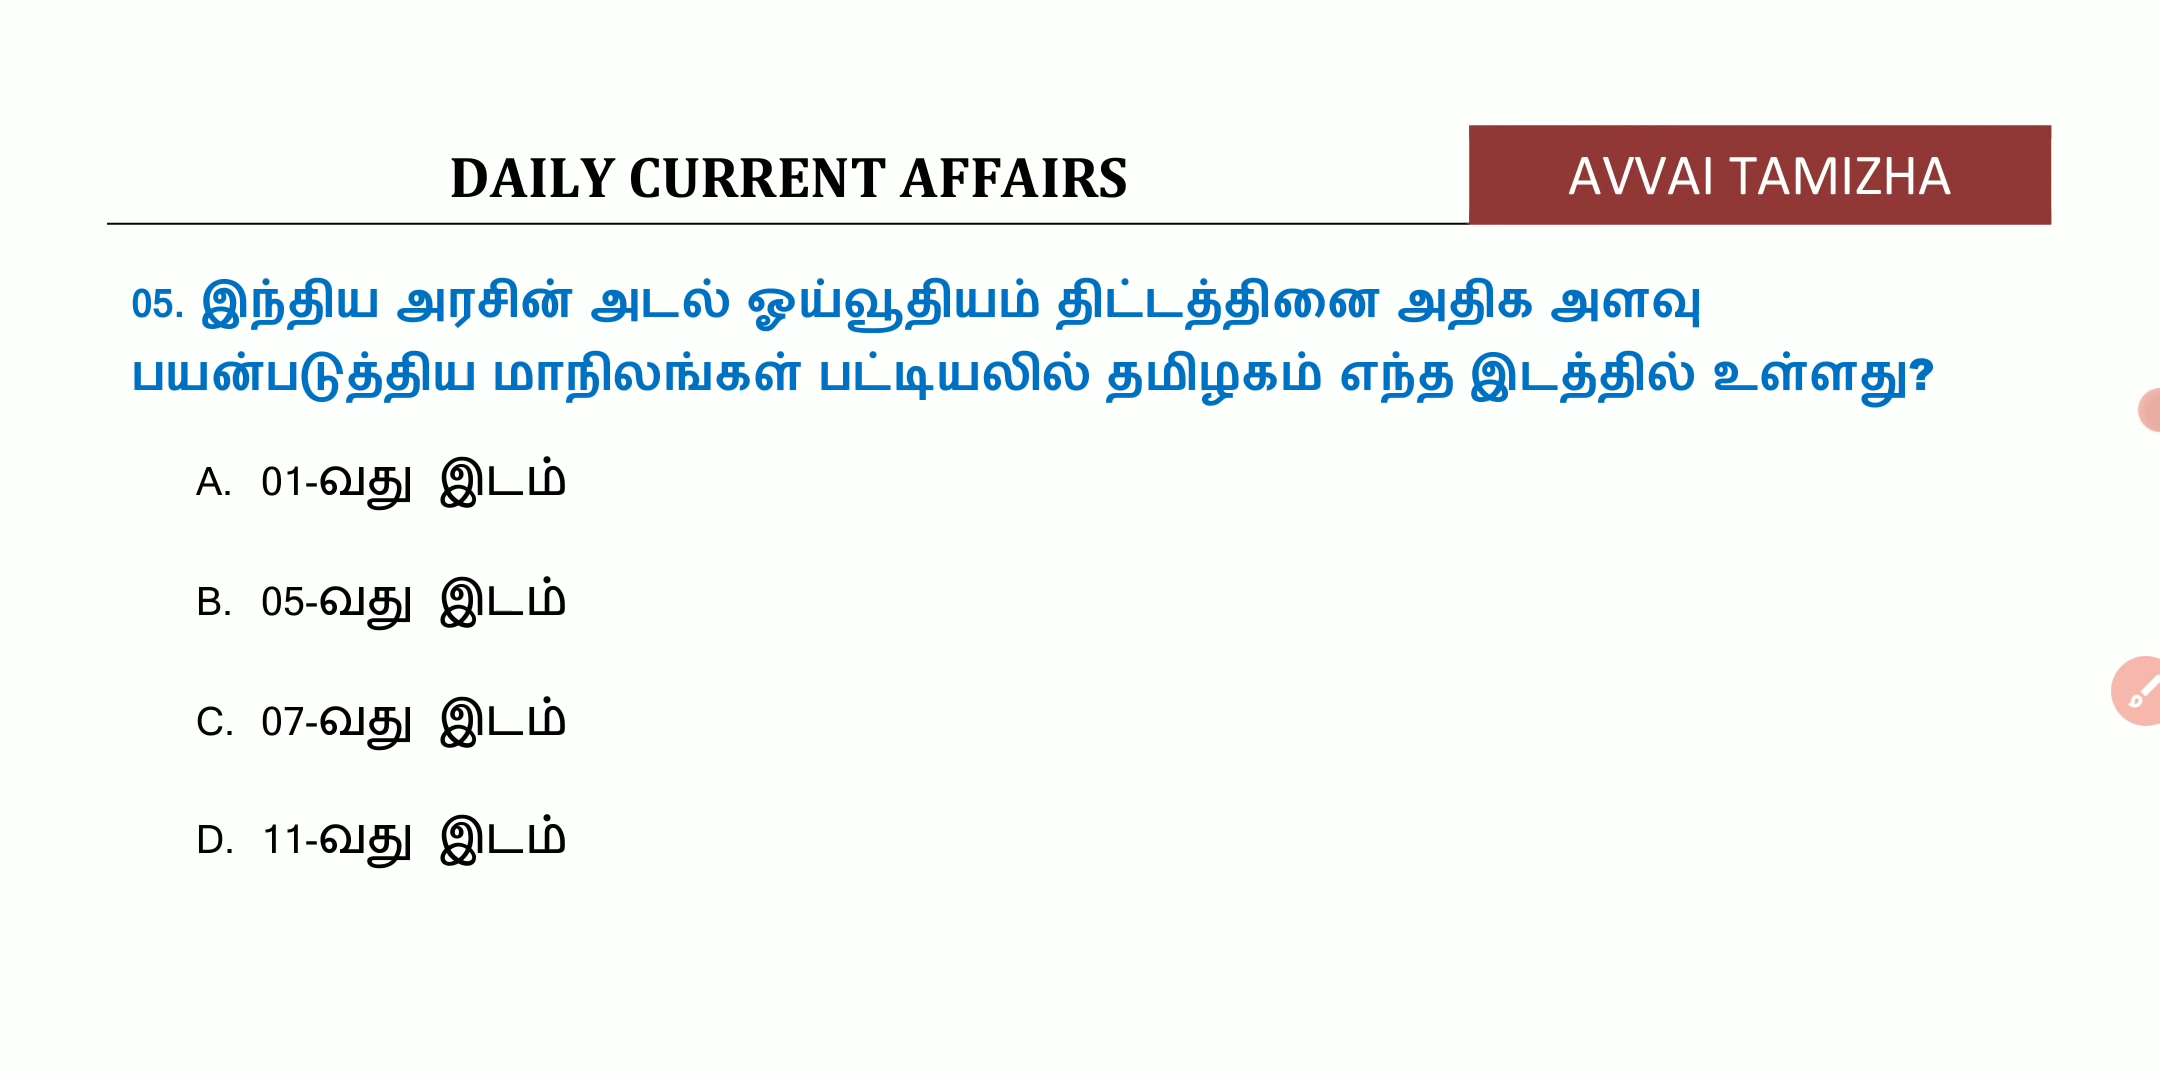 DAILY CURRENT AFFAIRS AVVAI TAMIZHA
05. இந்திய அரசின் அடல் ஓய்வூதியம் திட்டத்தினை அதிக அளவு
பயன்படுத்திய மாநிலங்கள் பட்டியலில் தமிழகம் எந்த இடத்தில் உள்ளது?
A. 01-வது இடம்
B. 05-வது இடம்
C. 07-வது இடம்
D. 11-வது இடம்